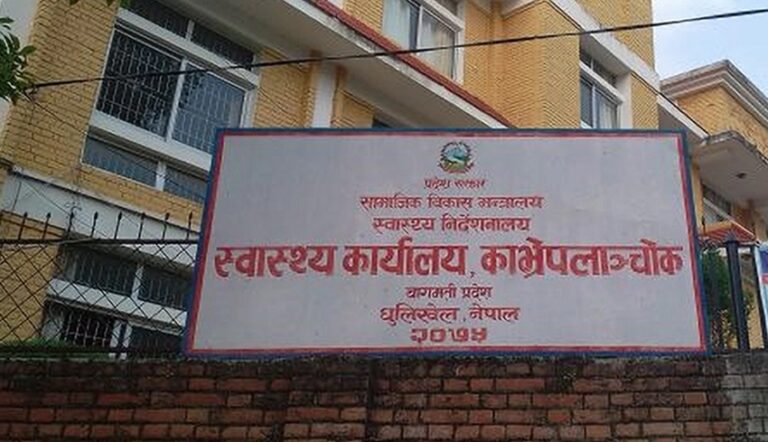 प्रदेश सरकार
सामाजिक विकास मन्त्रालय
स्वास्थ्य निर्देशनालय
स्वास्थ्य कार्यालय, काभ्रेपलाञ्चोक
बागमती प्रदेश
धुलिखेल, नेपाल
२०७५